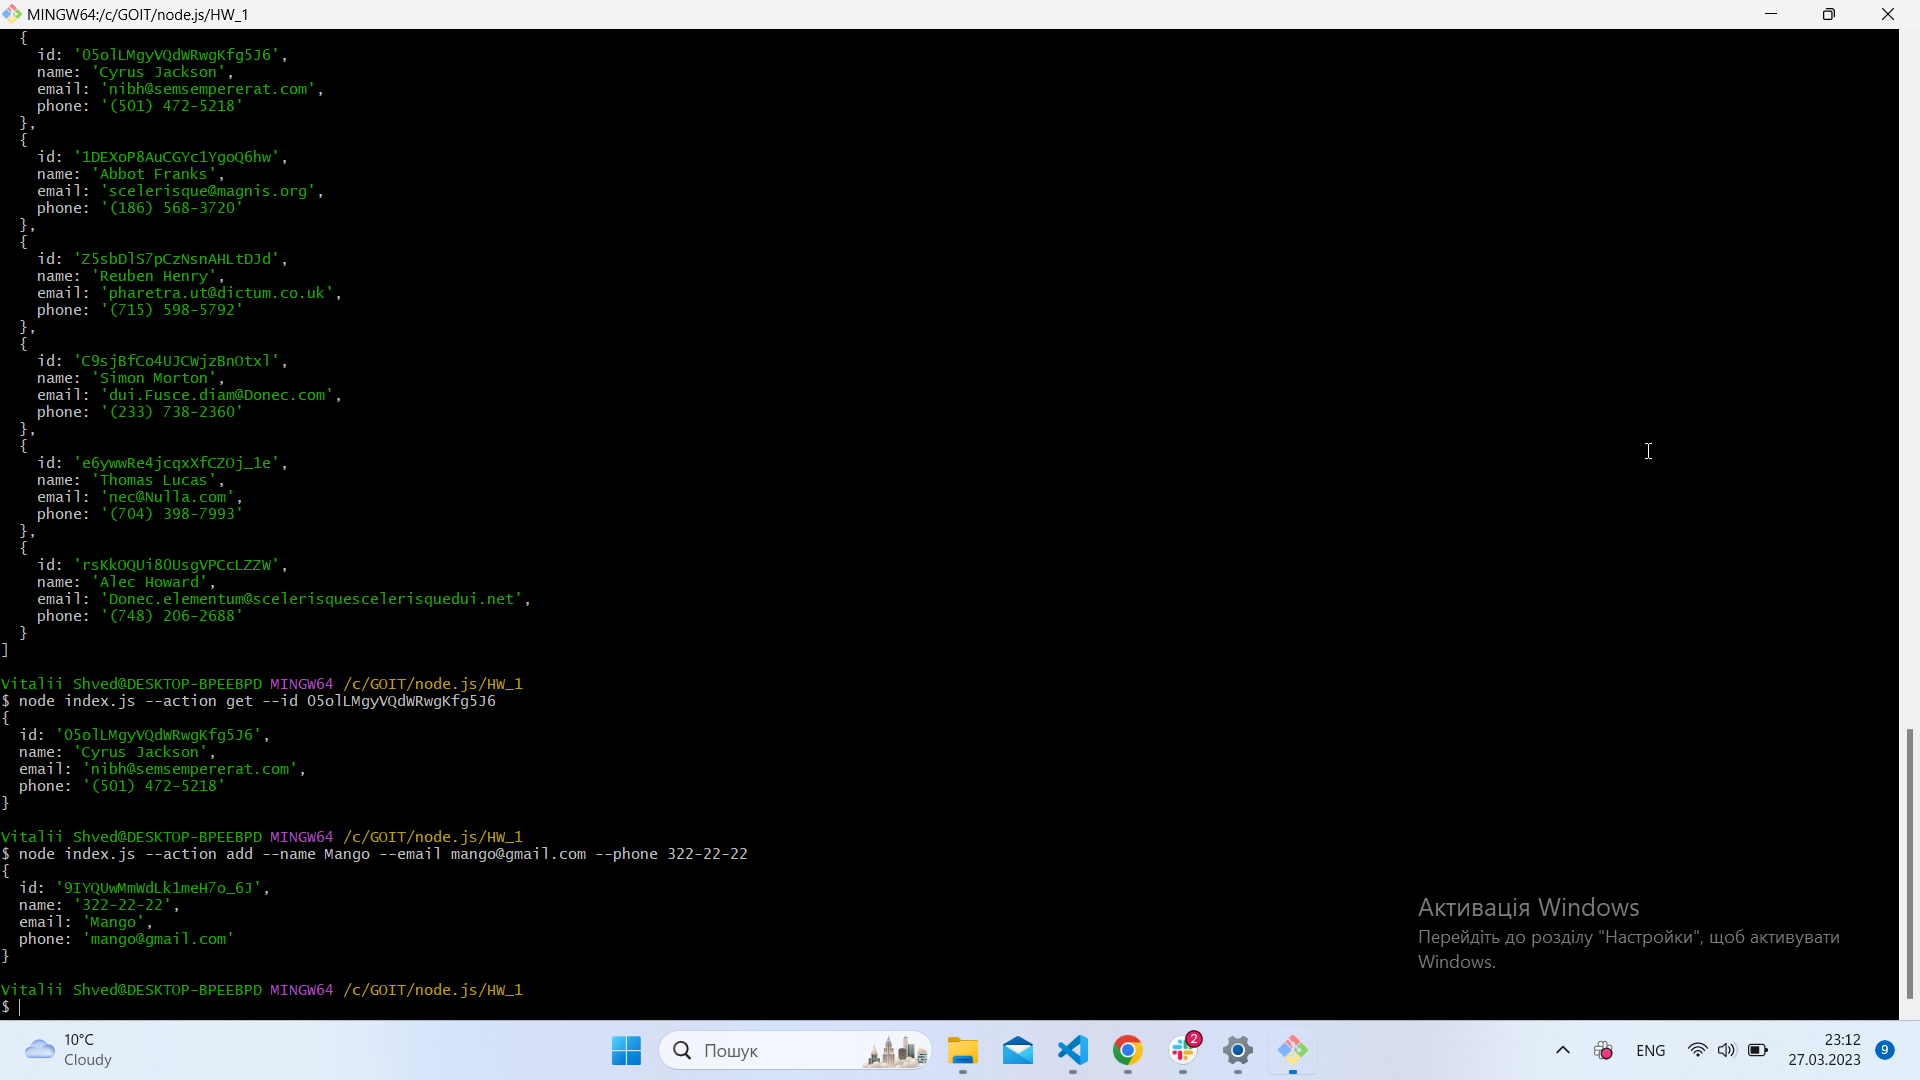 MINGW64:/c/GOIT/node.js/HW_1
{
id: '05olLMgyVQdWRwgKfg5J6',
name: 'Cyrus Jackson',
email: 'nibh@semsempererat.com',
phone: '(501) 472-5218'
},
{
id: '1DEXoP8AuCGYc1YgoQ6hw',
name: 'Abbot Franks',
email: 'scelerisque@magnis.org',
phone: '(186) 568-3720'
},
{
id: 'Z5sbDlS7pCzNsnAHLtDJd',
name: 'Reuben Henry',
email: 'pharetra.ut@dictum.co.uk',
phone: '(715) 598-5792'
},
{
id: 'C9sjBfCo4UJCWjzBnOtxl',
name: 'Simon Morton',
email: 'dui.Fusce.diam@Donec.com',
phone: '(233) 738-2360'
},
{
id: 'e6ywwRe4jcqxXfCZOj_1e',
name: 'Thomas Lucas',
email: 'nec@Nulla.com',
phone: '(704) 398-7993'
},
{
id: 'rsKkOQUi80UsgVPCcLZZW',
name: 'Alec Howard',
email: 'Donec.elementum@scelerisquescelerisquedui.net',
phone: '(748) 206-2688'
}
]
Vitalii Shved@DESKTOP-BPEEBPD MINGW64 /c/GOIT/node.js/HW_1
$ node index.js --action get --id 05olLMgyVQdWRwgKfg5J6
{
id: '05olLMgyVQdWRwgKfg5J6',
name: 'Cyrus Jackson',
email: 'nibh@semsempererat.com',
phone: '(501) 472-5218'
}
Vitalii Shved@DESKTOP-BPEEBPD MINGW64 /c/GOIT/node.js/HW_1
$ node index.js --action add --name Mango --email mango@gmail.com --phone 322-22-22
{
id: '9IYQUwMmWdLk1meH7o_6J',
name: '322-22-22',
email: 'Mango',
phone: 'mango@gmail.com'
}
Vitalii Shved@DESKTOP-BPEEBPD MINGW64 /c/GOIT/node.js/HW_1
$
Активація Windows
Перейдіть до розділу "Настройки", щоб активувати
Windows.
10°C
Cloudy
Пошук
2
ENG
23:12
27.03.2023
9